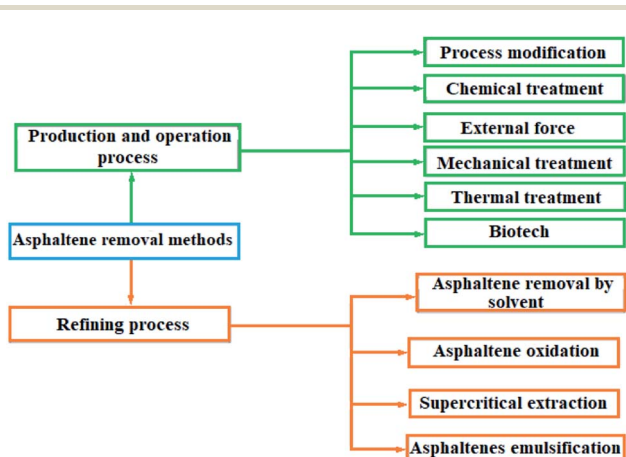 Process modification
Chemical treatment
Production and operation
process
External force
Mechanical treatment
Thermal treatment
Biotech
Asphaltene removal methods
Refining process
Asphaltene removal by
solvent
Asphaltene oxidation
Supercritical extraction
Asphaltenes emulsification